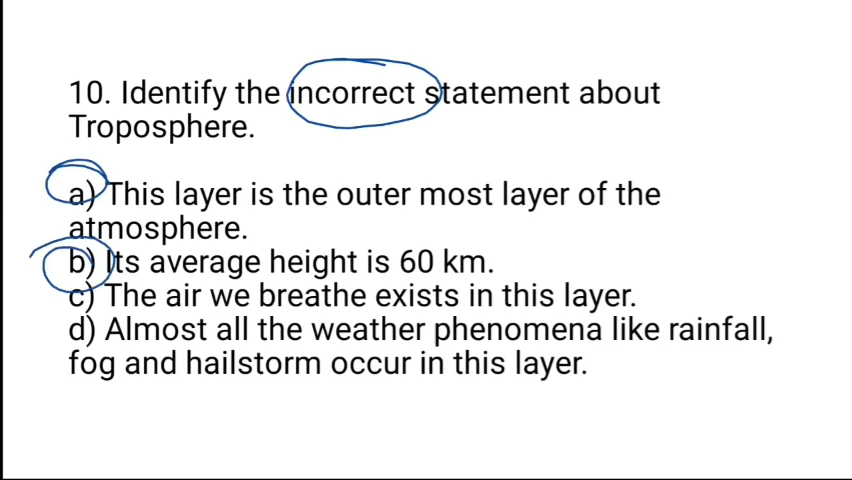 10. Identify the incorrect statement about
Troposphere.
a) This layer is the outer most layer of the
atmosphere.
b) Its average height is 60 km.
c) The air we breathe exists in this layer.
d) Almost all the weather phenomena like rainfall,
fog and hailstorm occur in this layer.